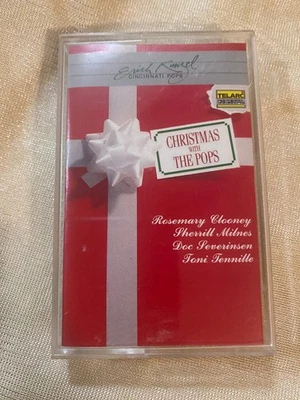 Erich Kunzel
CINCINNATI POPS
TELARC
CHRISTMAS
WITH
THE POPS
Rosemary Clooney
Sherrill Milnes
Doc Severinsen
Toni Tennille